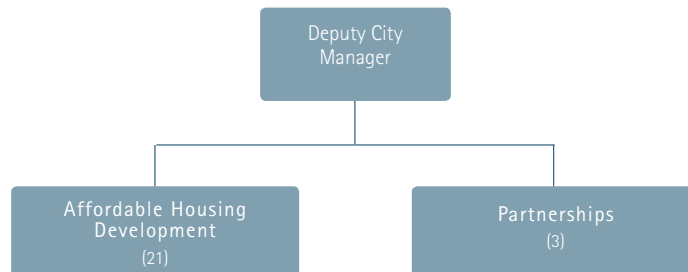 Deputy City
Manager
Affordable Housing
Development
(21)
Partnerships
(3)